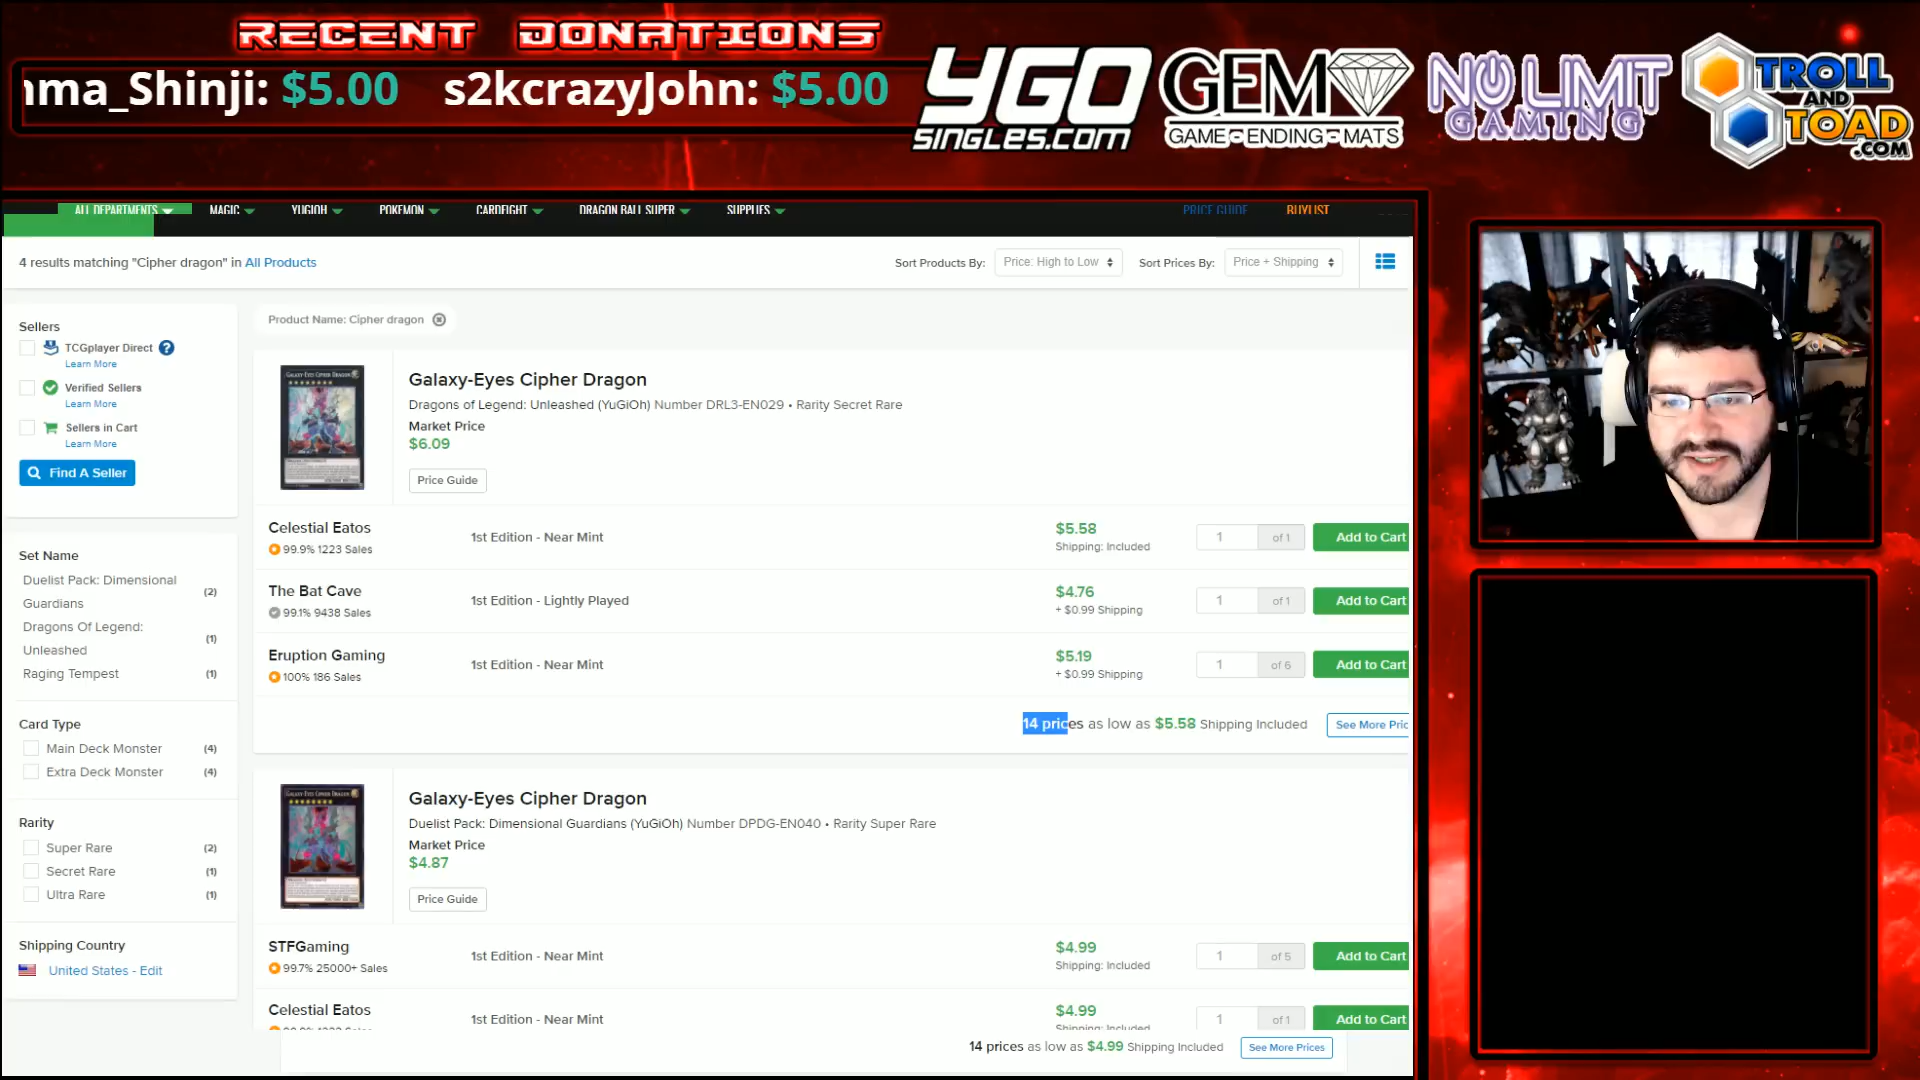 RECENT DONATIONS
ma_Shinji: $5.00 s2kcrazyJohn: $5.00
YGO
SINGLES.COM
GEM
GAME-ENDING-MATS
NO LIMIT
GAMING
TROLL
AND
TOAD
.COM
ALL DEPARTMENTS MAGIC YUGIOH POKEMON CARDFIGHT DRAGON BALL SUPER SUPPLIES PRICE GUIDE BUYLIST
4 results matching "Cipher dragon" in All Products
Sort Products By: Price: High to Low Sort Prices By: Price + Shipping
Product Name: Cipher dragon
Sellers
TCGplayer Direct ?
Learn More
Verified Sellers
Learn More
Sellers in Cart
Learn More
Find A Seller
Set Name
Duelist Pack: Dimensional
Guardians (2)
Dragons Of Legend:
Unleashed (1)
Raging Tempest (1)
Card Type
Main Deck Monster (4)
Extra Deck Monster (4)
Rarity
Super Rare (2)
Secret Rare (1)
Ultra Rare (1)
Shipping Country
United States - Edit
GALAXY-EYES CIPHER DRAGON
Galaxy-Eyes Cipher Dragon
Dragons of Legend: Unleashed (YuGiOh) Number DRL3-EN029 • Rarity Secret Rare
Market Price
$6.09
Price Guide
Celestial Eatos
99.9% 1223 Sales
1st Edition - Near Mint
$5.58
Shipping: Included
1 of 1
Add to Cart
The Bat Cave
99.1% 9438 Sales
1st Edition - Lightly Played
$4.76
+ $0.99 Shipping
1 of 1
Add to Cart
Eruption Gaming
100% 186 Sales
1st Edition - Near Mint
$5.19
+ $0.99 Shipping
1 of 6
Add to Cart
14 prices as low as $5.58 Shipping Included
See More Pric
GALAXY-EYES CIPHER DRAGON
Galaxy-Eyes Cipher Dragon
Duelist Pack: Dimensional Guardians (YuGiOh) Number DPDG-EN040 • Rarity Super Rare
Market Price
$4.87
Price Guide
STFGaming
99.7% 25000+ Sales
1st Edition - Near Mint
$4.99
Shipping: Included
1 of 5
Add to Cart
Celestial Eatos
1st Edition - Near Mint
$4.99
Shipping: Included
1 of 1
Add to Cart
14 prices as low as $4.99 Shipping Included
See More Prices